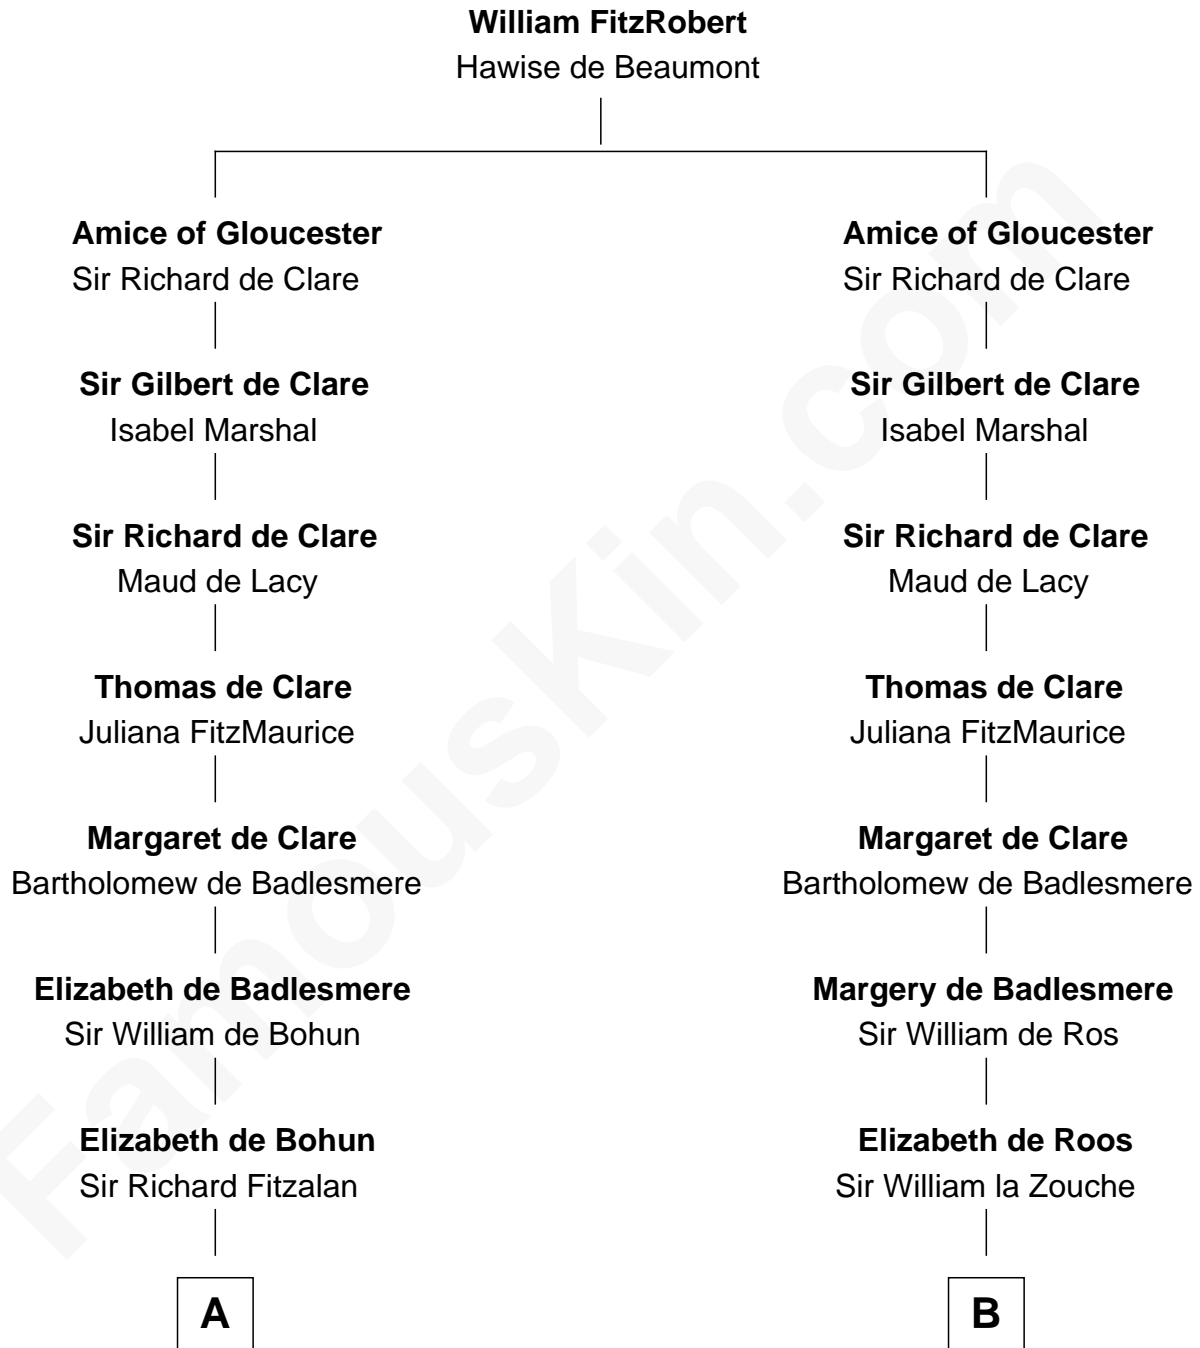 William FitzRobert
Hawise de Beaumont
Amice of Gloucester
Sir Richard de Clare
Amice of Gloucester
Sir Richard de Clare
Sir Gilbert de Clare
Isabel Marshal
Sir Gilbert de Clare
Isabel Marshal
Sir Richard de Clare
Maud de Lacy
Sir Richard de Clare
Maud de Lacy
Thomas de Clare
Juliana FitzMaurice
Thomas de Clare
Juliana FitzMaurice
Margaret de Clare
Bartholomew de Badlesmere
Margaret de Clare
Bartholomew de Badlesmere
Elizabeth de Badlesmere
Sir William de Bohun
Margery de Badlesmere
Sir William de Ros
Elizabeth de Bohun
Sir Richard Fitzalan
Elizabeth de Roos
Sir William la Zouche
A
B
FamousKin.com